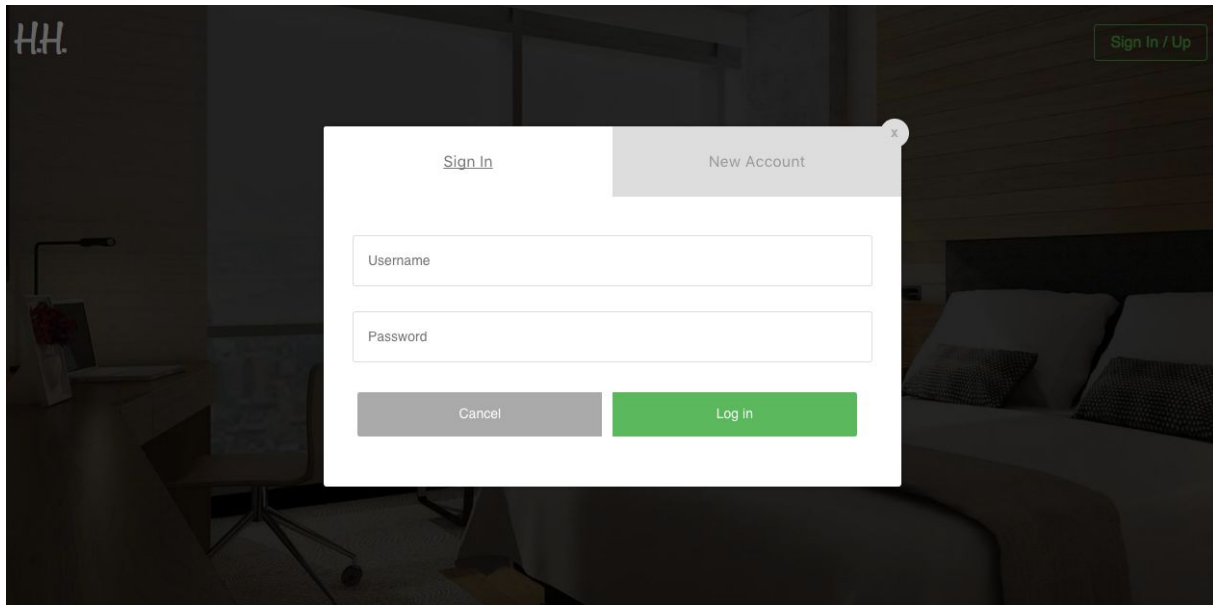 H.H.
Sign In / Up
x
Sign In
New Account
Username
Password
Cancel
Log in